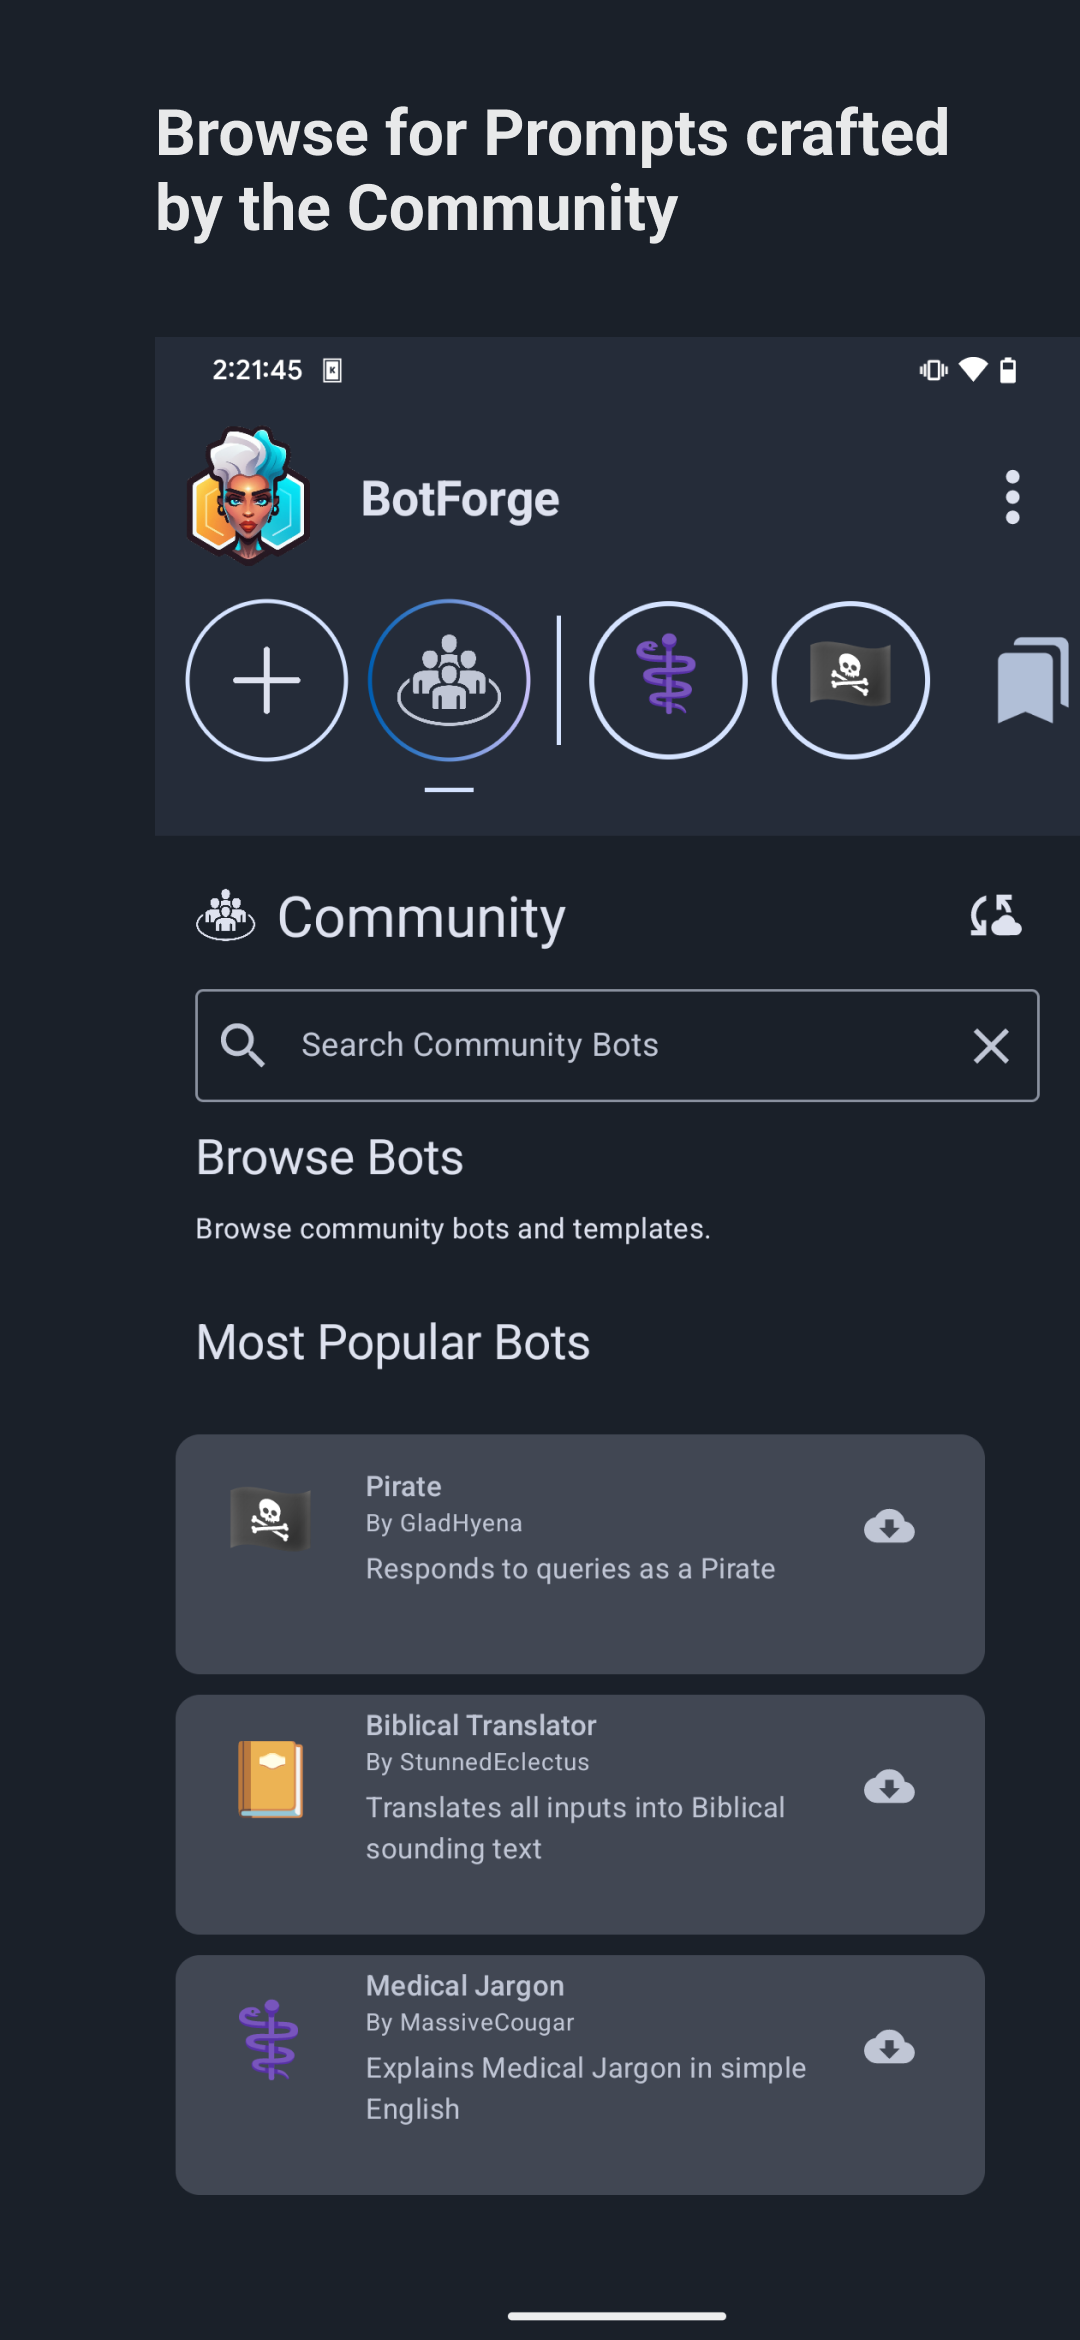 Browse for Prompts crafted
by the Community
2:21:45
K
BotForge
Community
Search Community Bots
Browse Bots
Browse community bots and templates.
Most Popular Bots
Pirate
By GladHyena
Responds to queries as a Pirate
Biblical Translator
By StunnedEclectus
Translates all inputs into Biblical
sounding text
Medical Jargon
By MassiveCougar
Explains Medical Jargon in simple
English